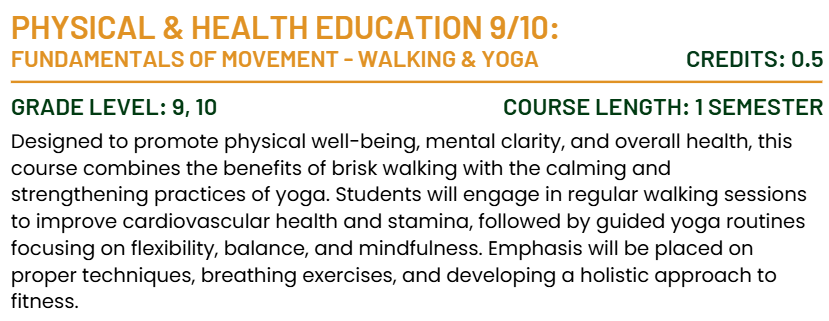 PHYSICAL & HEALTH EDUCATION 9/10:
FUNDAMENTALS OF MOVEMENT - WALKING & YOGA CREDITS: 0.5
GRADE LEVEL: 9, 10 COURSE LENGTH: 1 SEMESTER
Designed to promote physical well-being, mental clarity, and overall health, this
course combines the benefits of brisk walking with the calming and
strengthening practices of yoga. Students will engage in regular walking sessions
to improve cardiovascular health and stamina, followed by guided yoga routines
focusing on flexibility, balance, and mindfulness. Emphasis will be placed on
proper techniques, breathing exercises, and developing a holistic approach to
fitness.